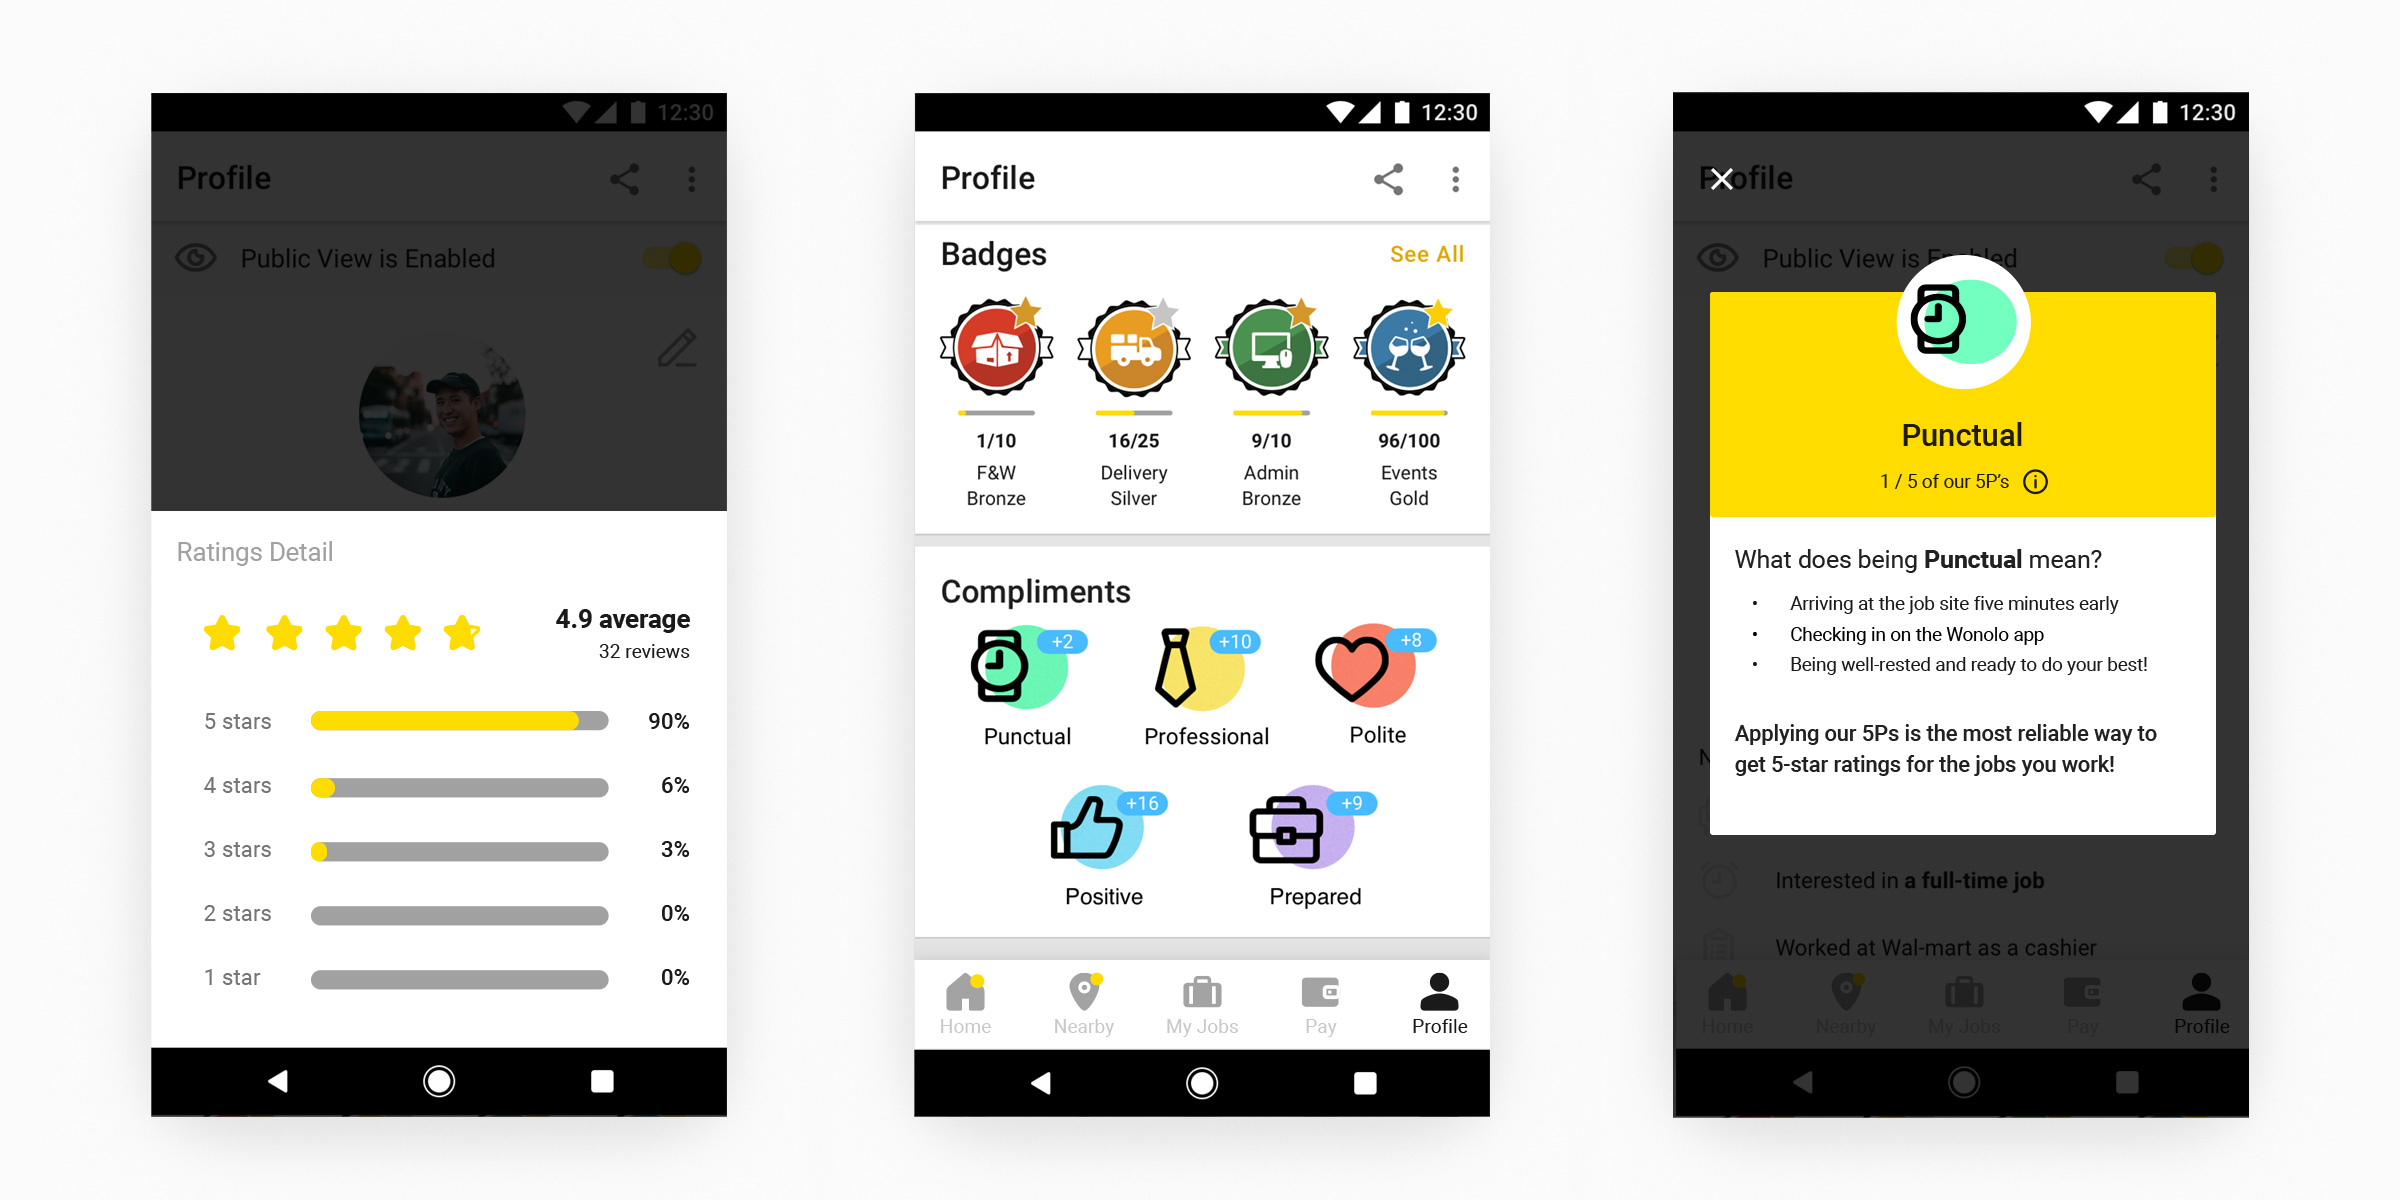 12:30
Profile
Public View is Enabled
Ratings Detail
4.9 average
32 reviews
5 stars 90%
4 stars 6%
3 stars 3%
2 stars 0%
1 star 0%
12:30
Profile
Badges See All
1/10 16/25 9/10 96/100
F&W Delivery Admin Events
Bronze Silver Bronze Gold
Compliments
+2 +10 +8
Punctual Professional Polite
+16 +9
Positive Prepared
Home Nearby My Jobs Pay Profile
12:30
Profile
Public View is Enabled
Punctual
1 / 5 of our 5P's
What does being Punctual mean?
• Arriving at the job site five minutes early
• Checking in on the Wonolo app
• Being well-rested and ready to do your best!
Applying our 5Ps is the most reliable way to
get 5-star ratings for the jobs you work!
Interested in a full-time job
Worked at Wal-mart as a cashier
Home Nearby My Jobs Pay Profile